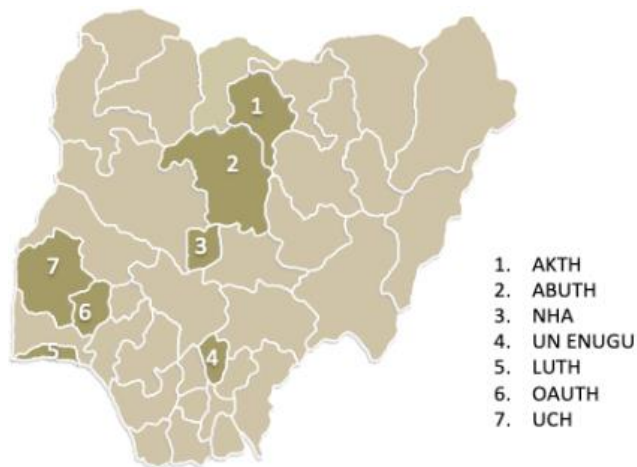 1
2
3
7
6
5
4
1. AKTH
2. ABUTH
3. NHA
4. UN ENUGU
5. LUTH
6. OAUTH
7. UCH